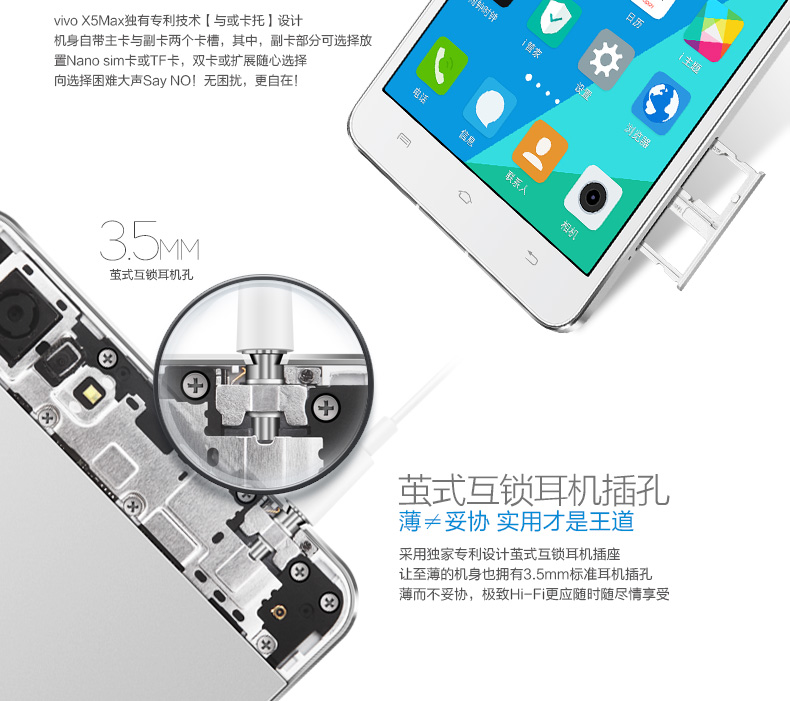 vivo X5Max独有专利技术【与或卡托】设计
机身自带主卡与副卡两个卡槽，其中，副卡部分可选择放
置Nano sim卡或TF卡，双卡或扩展随心选择
向选择困难大声Say NO！无困扰，更自在！
日历
i管家
i主题
设置
电话
浏览器
信息
联系人
相机
3.5MM
茧式互锁耳机孔
茧式互锁耳机插孔
薄≠妥协 实用才是王道
采用独家专利设计茧式互锁耳机插座
让至薄的机身也拥有3.5mm标准耳机插孔
薄而不妥协，极致Hi-Fi更应随时随尽情享受